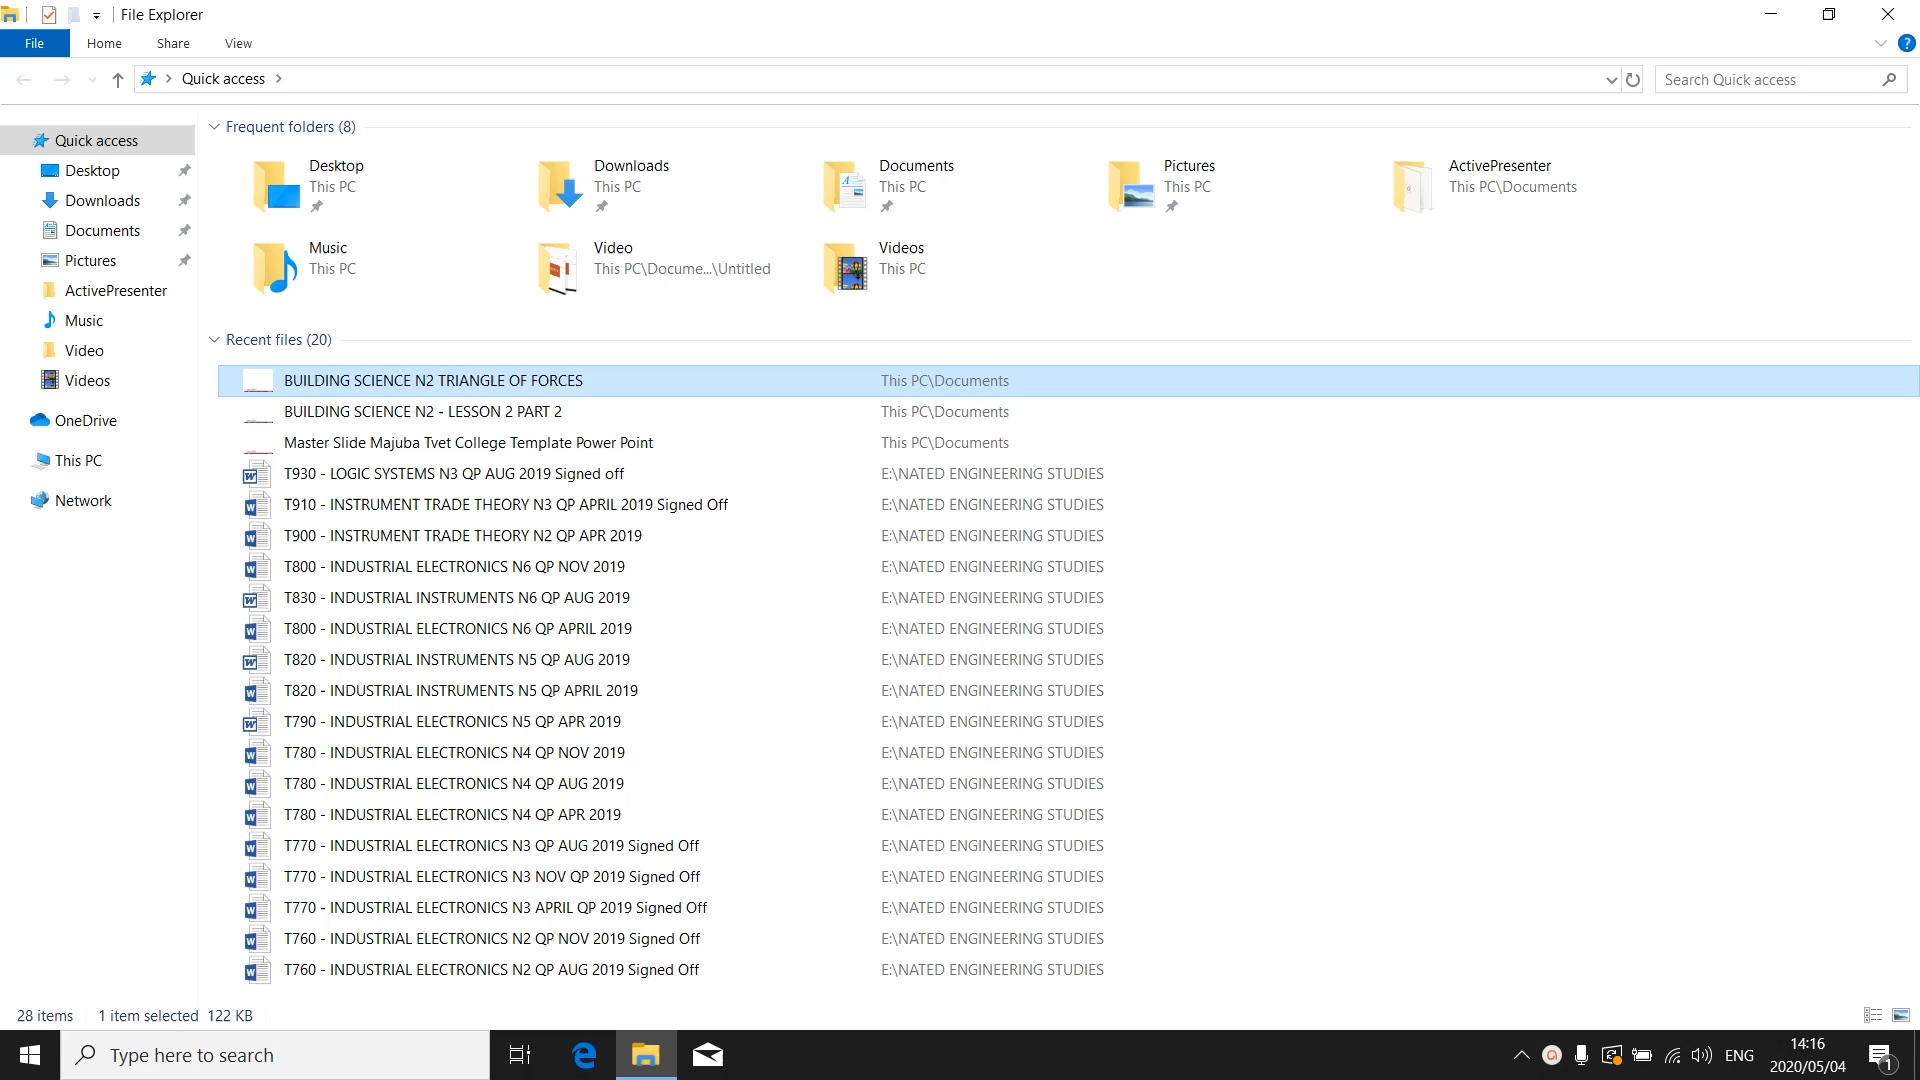 File Explorer
File Home Share View
Quick access
Search Quick access
Quick access
Desktop
Downloads
Documents
Pictures
ActivePresenter
Music
Video
Videos
OneDrive
This PC
Network
Frequent folders (8)
Desktop
This PC
Downloads
This PC
Documents
This PC
Pictures
This PC
ActivePresenter
This PC\Documents
Music
This PC
Video
This PC\Docume...\Untitled
Videos
This PC
Recent files (20)
BUILDING SCIENCE N2 TRIANGLE OF FORCES This PC\Documents
BUILDING SCIENCE N2 - LESSON 2 PART 2 This PC\Documents
Master Slide Majuba Tvet College Template Power Point This PC\Documents
T930 - LOGIC SYSTEMS N3 QP AUG 2019 Signed off E:\NATED ENGINEERING STUDIES
T910 - INSTRUMENT TRADE THEORY N3 QP APRIL 2019 Signed Off E:\NATED ENGINEERING STUDIES
T900 - INSTRUMENT TRADE THEORY N2 QP APR 2019 E:\NATED ENGINEERING STUDIES
T800 - INDUSTRIAL ELECTRONICS N6 QP NOV 2019 E:\NATED ENGINEERING STUDIES
T830 - INDUSTRIAL INSTRUMENTS N6 QP AUG 2019 E:\NATED ENGINEERING STUDIES
T800 - INDUSTRIAL ELECTRONICS N6 QP APRIL 2019 E:\NATED ENGINEERING STUDIES
T820 - INDUSTRIAL INSTRUMENTS N5 QP AUG 2019 E:\NATED ENGINEERING STUDIES
T820 - INDUSTRIAL INSTRUMENTS N5 QP APRIL 2019 E:\NATED ENGINEERING STUDIES
T790 - INDUSTRIAL ELECTRONICS N5 QP APR 2019 E:\NATED ENGINEERING STUDIES
T780 - INDUSTRIAL ELECTRONICS N4 QP NOV 2019 E:\NATED ENGINEERING STUDIES
T780 - INDUSTRIAL ELECTRONICS N4 QP AUG 2019 E:\NATED ENGINEERING STUDIES
T780 - INDUSTRIAL ELECTRONICS N4 QP APR 2019 E:\NATED ENGINEERING STUDIES
T770 - INDUSTRIAL ELECTRONICS N3 QP AUG 2019 Signed Off E:\NATED ENGINEERING STUDIES
T770 - INDUSTRIAL ELECTRONICS N3 NOV QP 2019 Signed Off E:\NATED ENGINEERING STUDIES
T770 - INDUSTRIAL ELECTRONICS N3 APRIL QP 2019 Signed Off E:\NATED ENGINEERING STUDIES
T760 - INDUSTRIAL ELECTRONICS N2 QP NOV 2019 Signed Off E:\NATED ENGINEERING STUDIES
T760 - INDUSTRIAL ELECTRONICS N2 QP AUG 2019 Signed Off E:\NATED ENGINEERING STUDIES
28 items 1 item selected 122 KB
Type here to search
ENG
14:16
2020/05/04
1